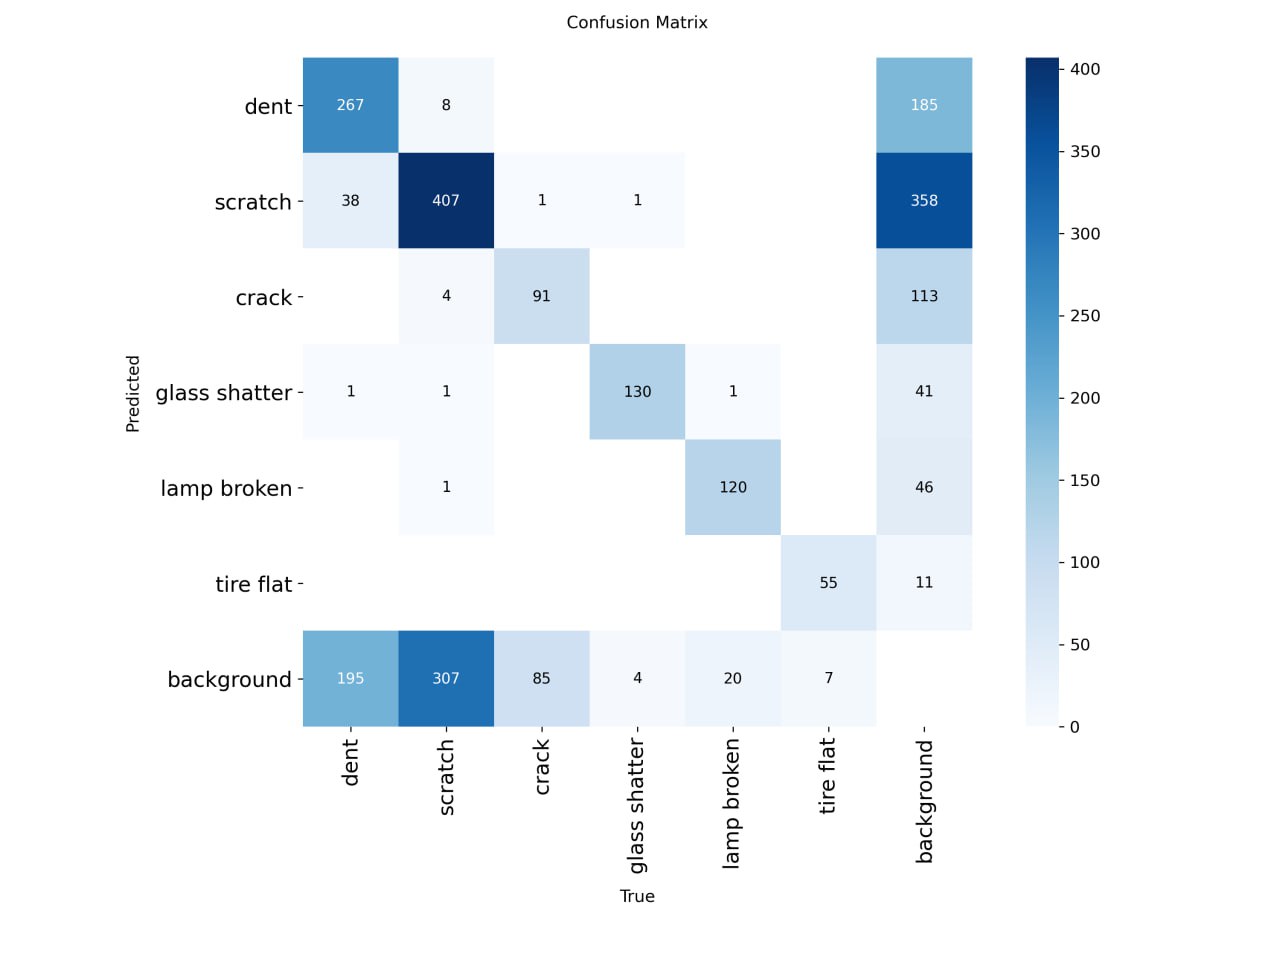 Confusion Matrix
dent 267 8 185
scratch 38 407 1 1 358
crack 4 91 113
glass shatter 1 1 130 1 41
lamp broken 1 120 46
tire flat 55 11
background 195 307 85 4 20 7
dent scratch crack glass shatter lamp broken tire flat background
Predicted
True
400
350
300
250
200
150
100
50
0